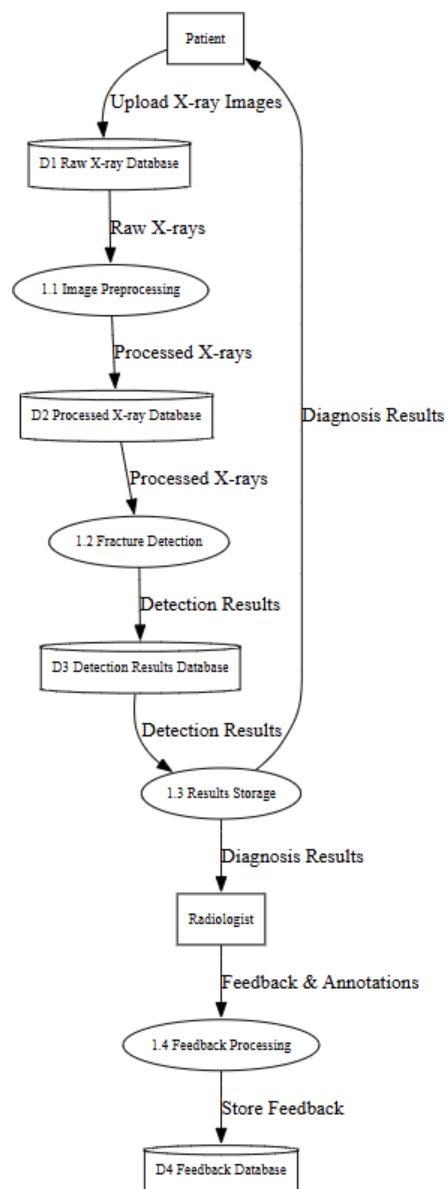 Patient
Upload X-ray Images
D1 Raw X-ray Database
Raw X-rays
1.1 Image Preprocessing
Processed X-rays
D2 Processed X-ray Database
Diagnosis Results
Processed X-rays
1.2 Fracture Detection
Detection Results
D3 Detection Results Database
Detection Results
1.3 Results Storage
Diagnosis Results
Radiologist
Feedback & Annotations
1.4 Feedback Processing
Store Feedback
D4 Feedback Database